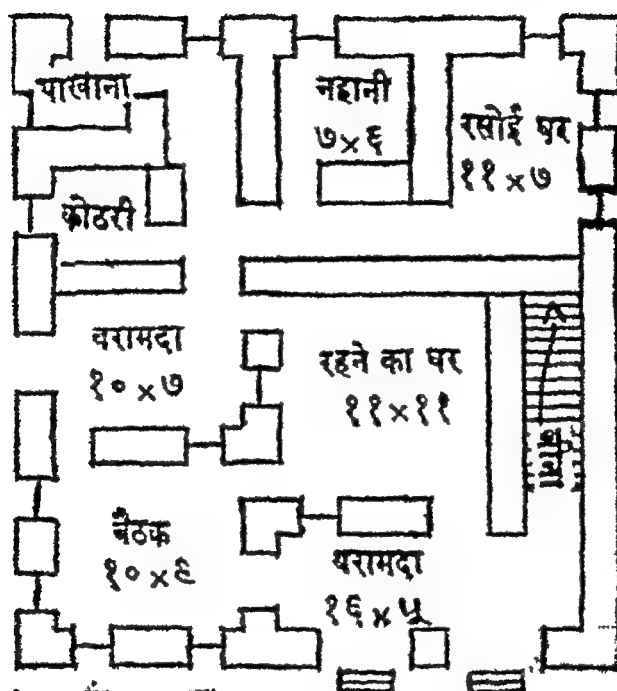 पाखाना
नहानी
७×६
रसोई घर
११×७
कोठरी
बरामदा
१०×७
रहने का घर
११×११
बैठक
१०×९
बरामदा
१६×५